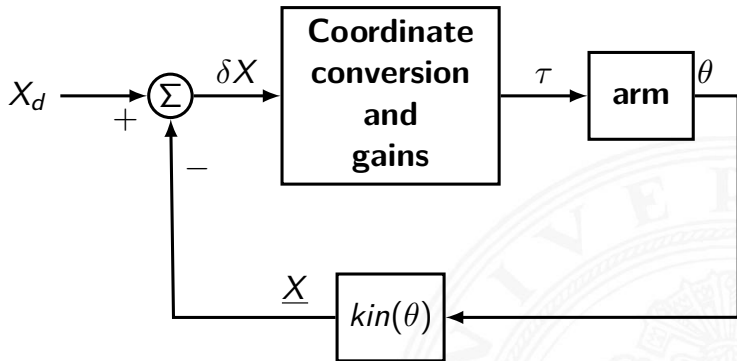 X_d
+
Σ
−
δX
Coordinate
conversion
and
gains
τ
arm
θ
X
kin(θ)
I V E R